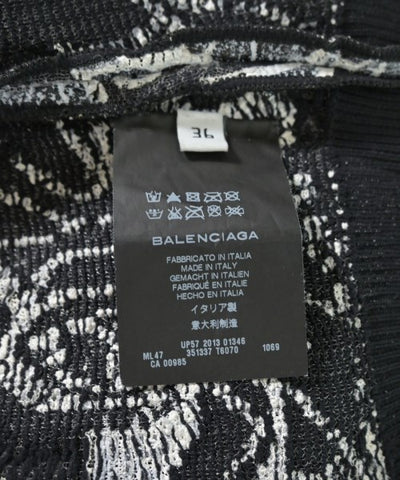 36
BALENCIAGA
FABBRICATO IN ITALIA
MADE IN ITALY
GEMACHT IN ITALIEN
FABRIQUÉ EN ITALIE
HECHO EN ITALIA
イタリア製
意大利制造
UP57 2013 01346
ML47 351337 T6070 1069
CA 00985